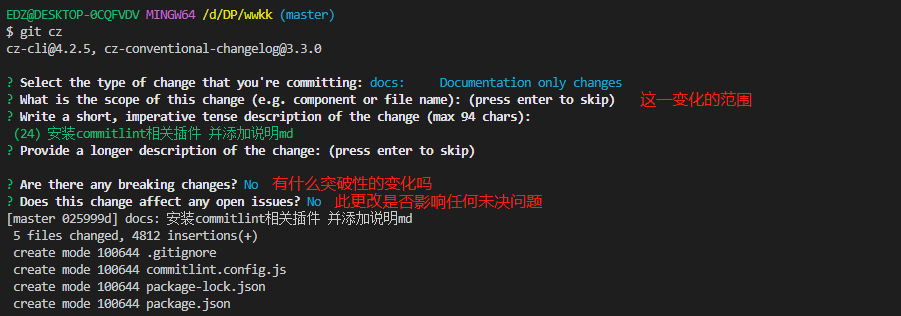 EDZ@DESKTOP-0CQFVDV MINGW64 /d/DP/wwkk (master)
$ git cz
cz-cli@4.2.5, cz-conventional-changelog@3.3.0
? Select the type of change that you're committing: docs:     Documentation only changes
? What is the scope of this change (e.g. component or file name): (press enter to skip) 这一变化的范围
? Write a short, imperative tense description of the change (max 94 chars):
(24) 安装commitlint相关插件 并添加说明md
? Provide a longer description of the change: (press enter to skip)
? Are there any breaking changes? No 有什么突破性的变化吗
? Does this change affect any open issues? No 此更改是否影响任何未决问题
[master 025999d] docs: 安装commitlint相关插件 并添加说明md
5 files changed, 4812 insertions(+)
create mode 100644 .gitignore
create mode 100644 commitlint.config.js
create mode 100644 package-lock.json
create mode 100644 package.json